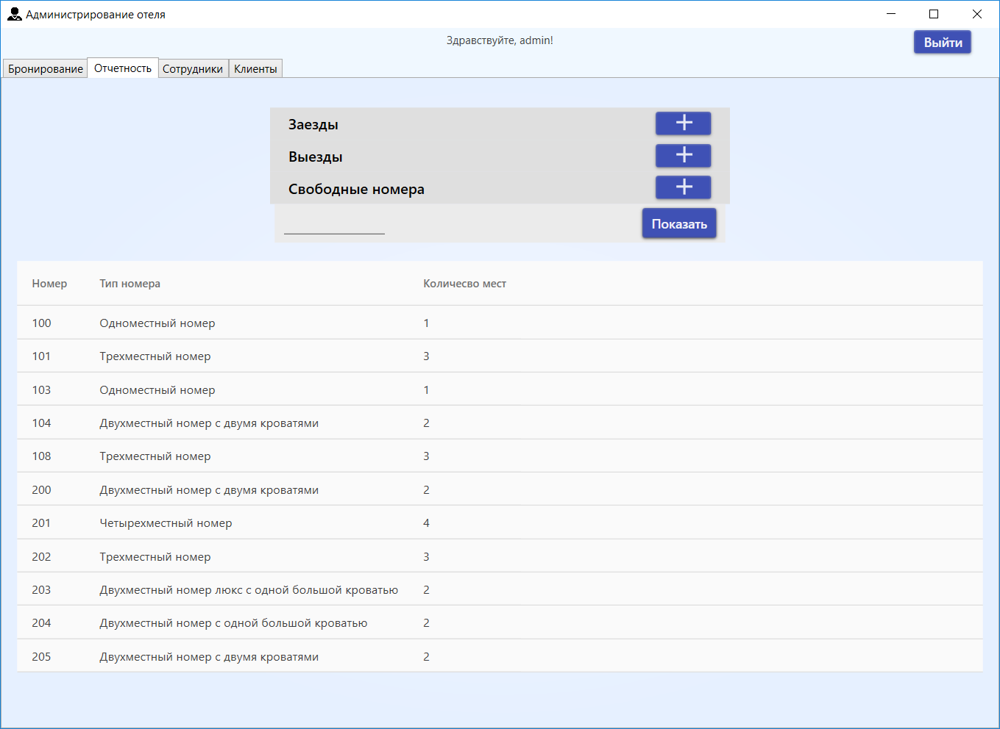 Администрирование отеля
Здравствуйте, admin!
Выйти
Бронирование Отчетность Сотрудники Клиенты
Заезды
Выезды
Свободные номера
Показать
Номер Тип номера Количесво мест
100 Одноместный номер 1
101 Трехместный номер 3
103 Одноместный номер 1
104 Двухместный номер с двумя кроватями 2
108 Трехместный номер 3
200 Двухместный номер с двумя кроватями 2
201 Четырехместный номер 4
202 Трехместный номер 3
203 Двухместный номер люкс с одной большой кроватью 2
204 Двухместный номер с одной большой кроватью 2
205 Двухместный номер с двумя кроватями 2